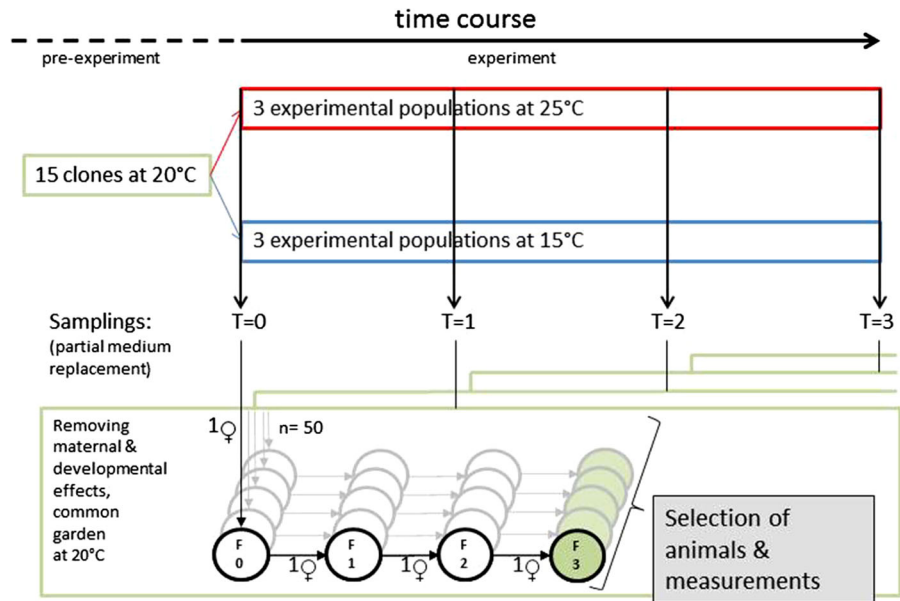 time course
pre-experiment
experiment
3 experimental populations at 25°C
15 clones at 20°C
3 experimental populations at 15°C
Samplings:
(partial medium
replacement)
T=0
T=1
T=2
T=3
Removing
maternal &
developmental
effects,
common
garden
at 20°C
1♀
n= 50
F
0
1♀
F
1
1♀
F
2
1♀
F
3
Selection of
animals &
measurements